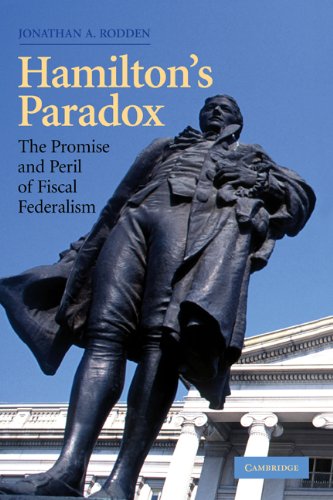 JONATHAN A. RODDEN
Hamilton's
Paradox
The Promise
and Peril
of Fiscal
Federalism
CAMBRIDGE